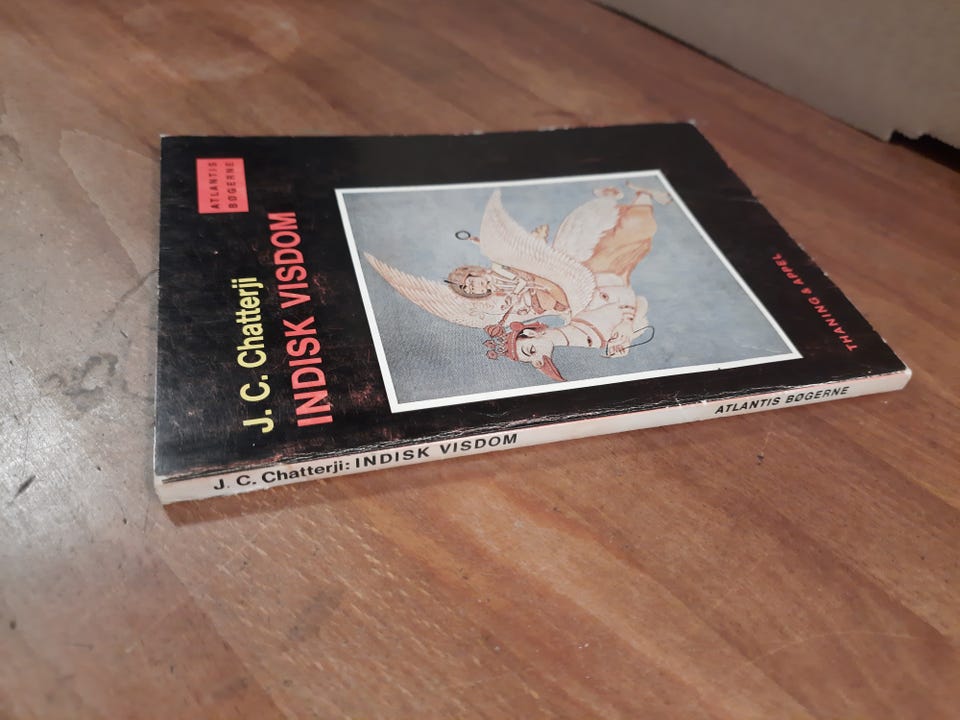 ATLANTIS
BØGERNE
J. C. Chatterji
INDISK VISDOM
THANING & APPEL
J. C. Chatterji: INDISK VISDOM
ATLANTIS BØGERNE